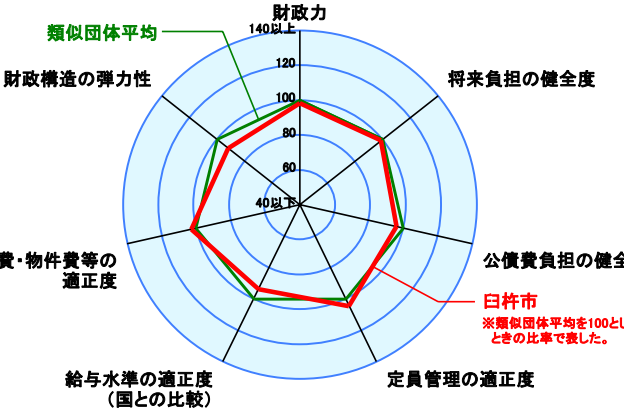 財政力
140以上
類似団体平均
120
財政構造の弾力性
将来負担の健全度
100
80
60
40以下
費・物件費等の
適正度
公債費負担の健全
臼杵市
※類似団体平均を100とし
ときの比率で表した。
給与水準の適正度
(国との比較)
定員管理の適正度